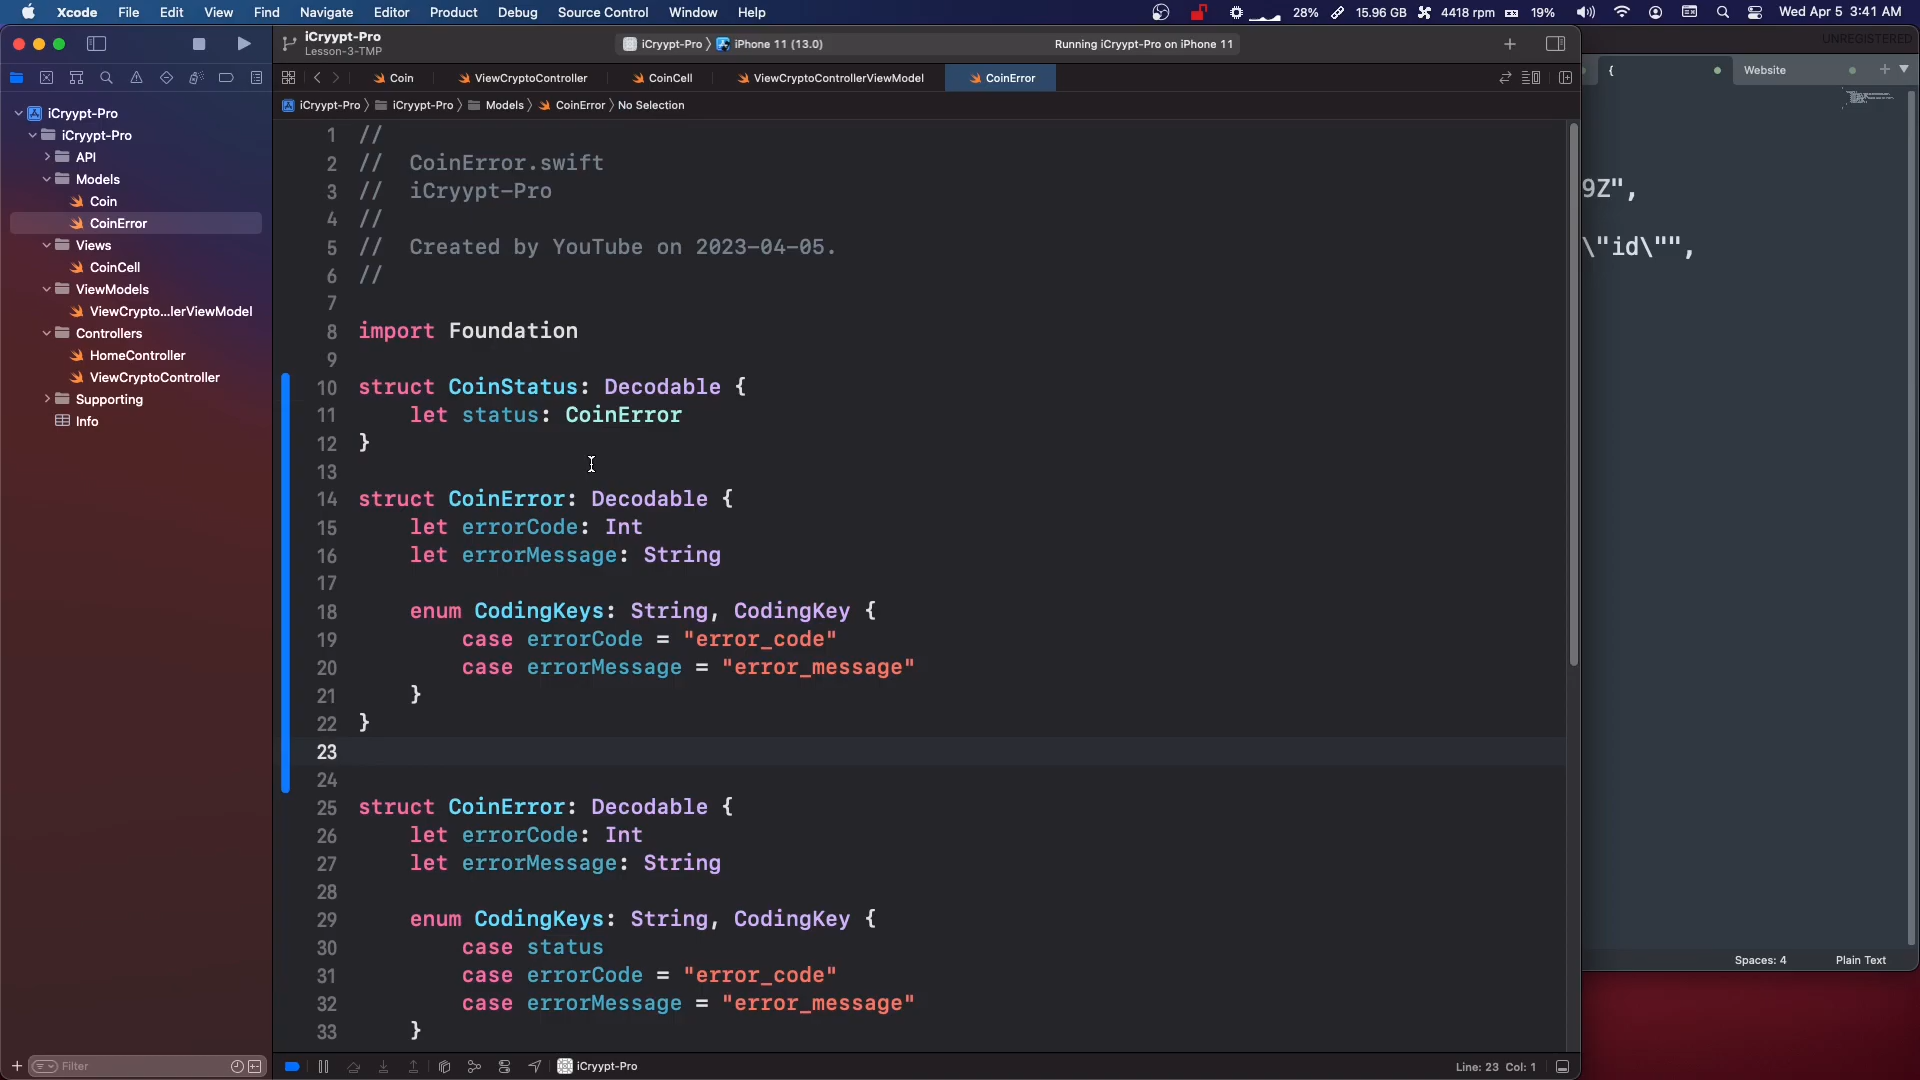 Xcode File Edit View Find Navigate Editor Product Debug Source Control Window Help 28% 15.96 GB 4418 rpm 19% Wed Apr 5 3:41 AM
iCryypt-Pro
Lesson-3-TMP
iCryypt-Pro iPhone 11 (13.0) Running iCryypt-Pro on iPhone 11
UNREGISTERED
Coin ViewCryptoController CoinCell ViewCryptoControllerViewModel CoinError
{ Website
iCryypt-Pro iCryypt-Pro Models CoinError No Selection
iCryypt-Pro
iCryypt-Pro
API
Models
Coin
CoinError
Views
CoinCell
ViewModels
ViewCrypto...lerViewModel
Controllers
HomeController
ViewCryptoController
Supporting
Info
1 //
2 // CoinError.swift
3 // iCryypt-Pro
4 //
5 // Created by YouTube on 2023-04-05.
6 //
7
8 import Foundation
9
10 struct CoinStatus: Decodable {
11 let status: CoinError
12 }
13
14 struct CoinError: Decodable {
15 let errorCode: Int
16 let errorMessage: String
17
18 enum CodingKeys: String, CodingKey {
19 case errorCode = "error_code"
20 case errorMessage = "error_message"
21 }
22 }
23
24
25 struct CoinError: Decodable {
26 let errorCode: Int
27 let errorMessage: String
28
29 enum CodingKeys: String, CodingKey {
30 case status
31 case errorCode = "error_code"
32 case errorMessage = "error_message"
33 }
9Z",
\"id\"",
Spaces: 4 Plain Text
Filter
iCryypt-Pro
Line: 23 Col: 1